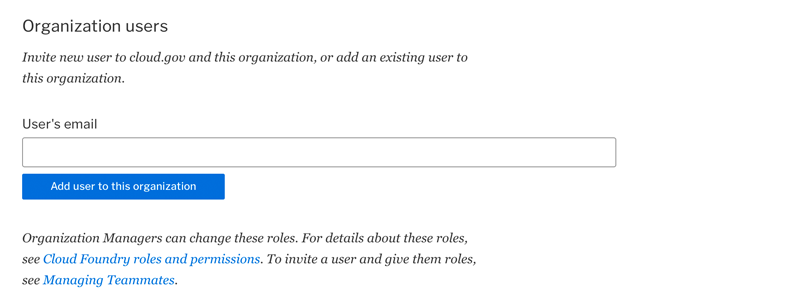 Organization users
Invite new user to cloud.gov and this organization, or add an existing user to
this organization.
User's email
Add user to this organization
Organization Managers can change these roles. For details about these roles,
see Cloud Foundry roles and permissions. To invite a user and give them roles,
see Managing Teammates.